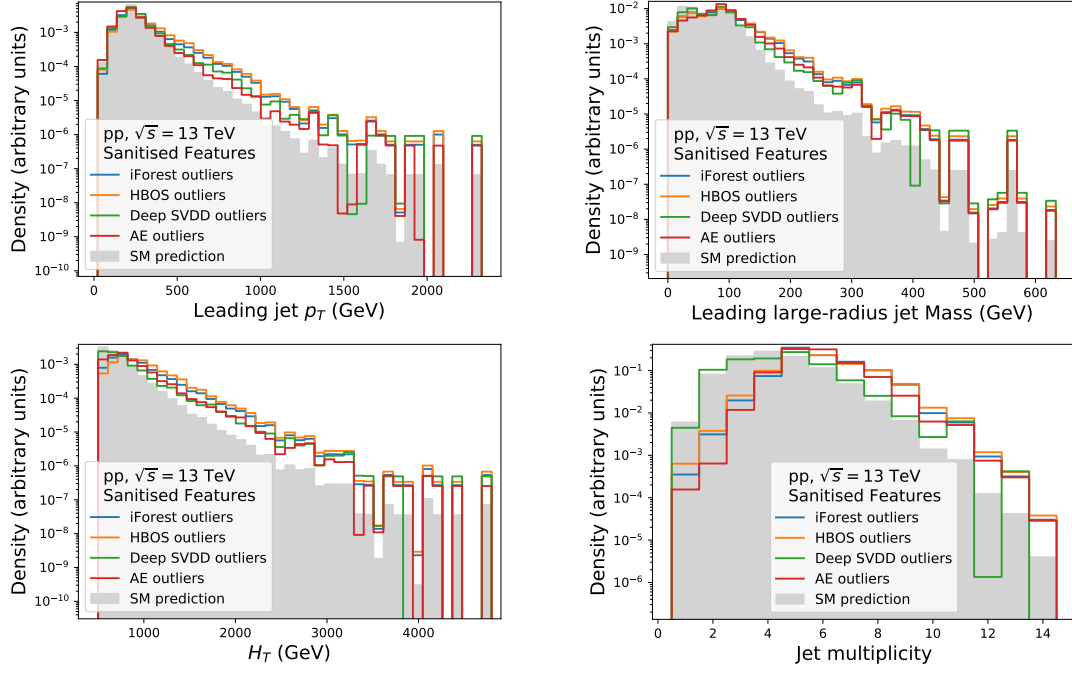 Density (arbitrary units)
10⁻³
10⁻⁴
10⁻⁵
10⁻⁶
10⁻⁷
10⁻⁸
10⁻⁹
10⁻¹⁰
pp, √s = 13 TeV
Sanitised Features
iForest outliers
HBOS outliers
Deep SVDD outliers
AE outliers
SM prediction
0 500 1000 1500 2000
Leading jet p_T (GeV)
Density (arbitrary units)
10⁻²
10⁻³
10⁻⁴
10⁻⁵
10⁻⁶
10⁻⁷
10⁻⁸
10⁻⁹
pp, √s = 13 TeV
Sanitised Features
iForest outliers
HBOS outliers
Deep SVDD outliers
AE outliers
SM prediction
0 100 200 300 400 500 600
Leading large-radius jet Mass (GeV)
Density (arbitrary units)
10⁻³
10⁻⁴
10⁻⁵
10⁻⁶
10⁻⁷
10⁻⁸
10⁻⁹
10⁻¹⁰
pp, √s = 13 TeV
Sanitised Features
iForest outliers
HBOS outliers
Deep SVDD outliers
AE outliers
SM prediction
1000 2000 3000 4000
H_T (GeV)
Density (arbitrary units)
10⁻¹
10⁻²
10⁻³
10⁻⁴
10⁻⁵
10⁻⁶
pp, √s = 13 TeV
Sanitised Features
iForest outliers
HBOS outliers
Deep SVDD outliers
AE outliers
SM prediction
0 2 4 6 8 10 12 14
Jet multiplicity